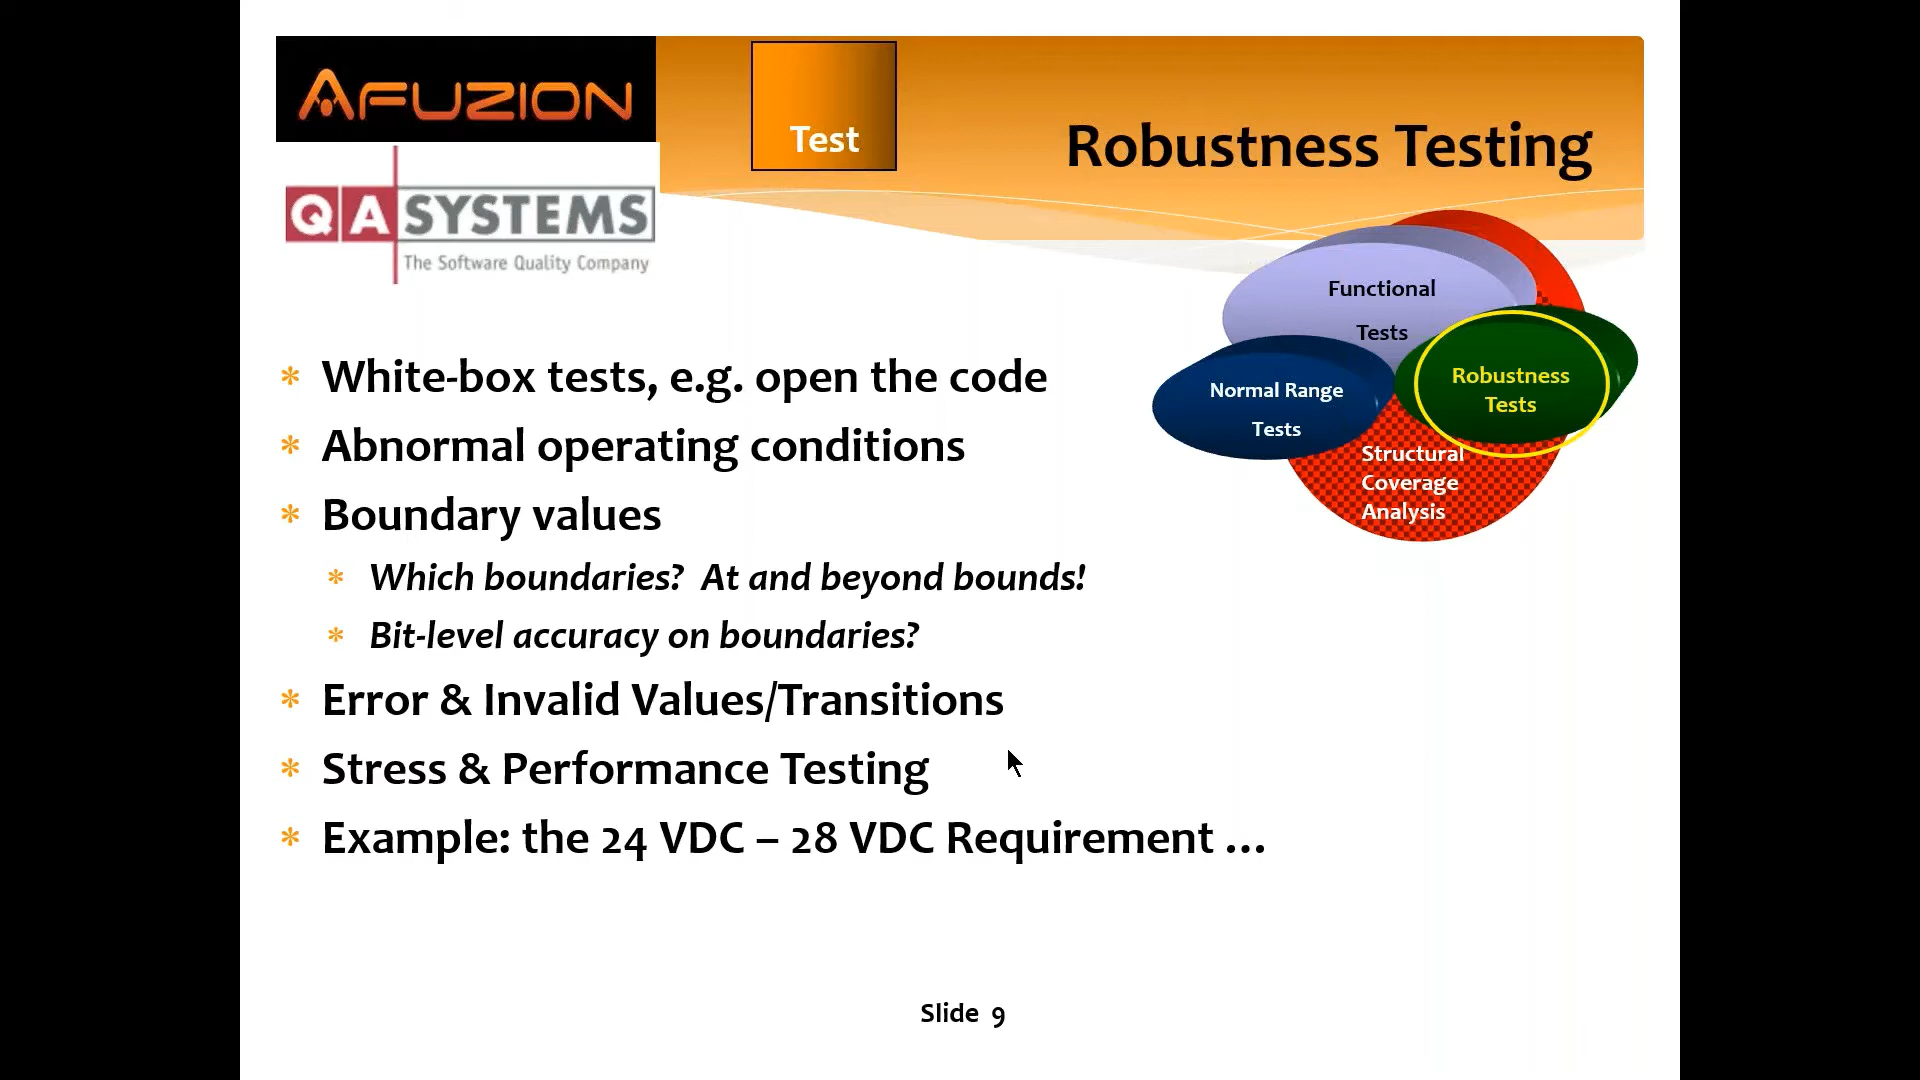 AFUZION
Test
Robustness Testing
QA SYSTEMS
The Software Quality Company
Functional
Tests
Normal Range
Tests
Robustness
Tests
Structural
Coverage
Analysis
* White-box tests, e.g. open the code
* Abnormal operating conditions
* Boundary values
* Which boundaries? At and beyond bounds!
* Bit-level accuracy on boundaries?
* Error & Invalid Values/Transitions
* Stress & Performance Testing
* Example: the 24 VDC – 28 VDC Requirement ...
Slide 9